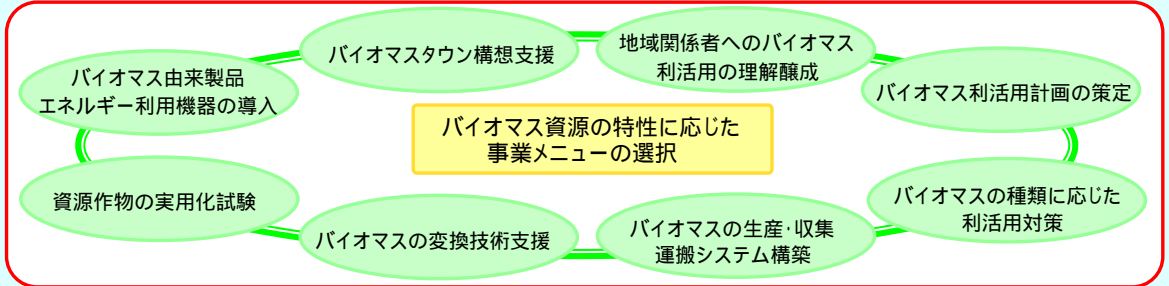 バイオマスタウン構想支援
地域関係者へのバイオマス
利活用の理解醸成
バイオマス由来製品
エネルギー利用機器の導入
バイオマス利活用計画の策定
バイオマス資源の特性に応じた
事業メニューの選択
資源作物の実用化試験
バイオマスの種類に応じた
利活用対策
バイオマスの変換技術支援
バイオマスの生産・収集
運搬システム構築